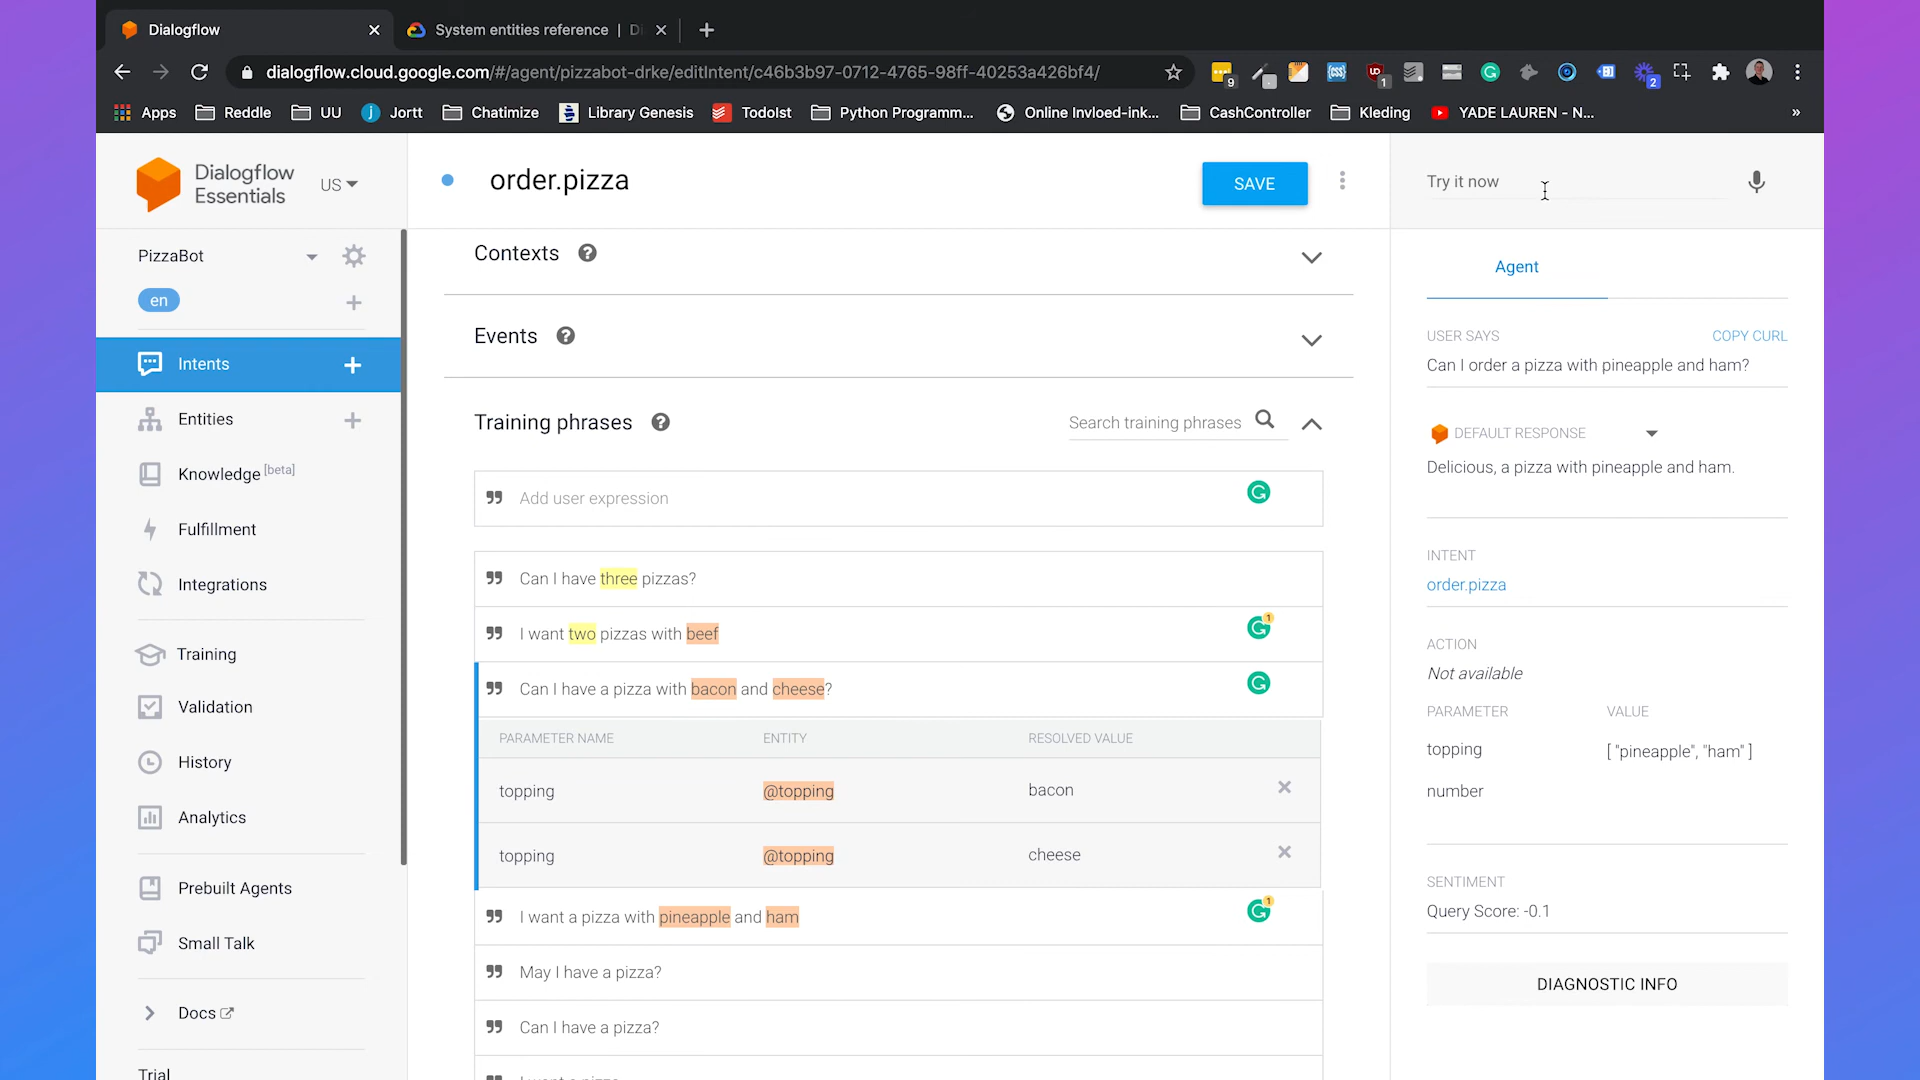 Dialogflow
System entities reference | Di
dialogflow.cloud.google.com/#/agent/pizzabot-drke/editIntent/c46b3b97-0712-4765-98ff-40253a426bf4/
9
1
2
Apps
Reddle
UU
Jortt
Chatimize
Library Genesis
TodoIst
Python Programm...
Online Invloed-ink...
CashController
Kleding
YADE LAUREN - N...
»
Dialogflow
Essentials
US
order.pizza
SAVE
Try it now
PizzaBot
en
Intents
Entities
Knowledge [beta]
Fulfillment
Integrations
Training
Validation
History
Analytics
Prebuilt Agents
Small Talk
Docs
Trial
Contexts
Events
Training phrases
Search training phrases
Add user expression
Can I have three pizzas?
I want two pizzas with beef
1
Can I have a pizza with bacon and cheese?
PARAMETER NAME ENTITY RESOLVED VALUE
topping @topping bacon
topping @topping cheese
I want a pizza with pineapple and ham
1
May I have a pizza?
Can I have a pizza?
Agent
USER SAYS COPY CURL
Can I order a pizza with pineapple and ham?
DEFAULT RESPONSE
Delicious, a pizza with pineapple and ham.
INTENT
order.pizza
ACTION
Not available
PARAMETER VALUE
topping [ "pineapple", "ham" ]
number
SENTIMENT
Query Score: -0.1
DIAGNOSTIC INFO